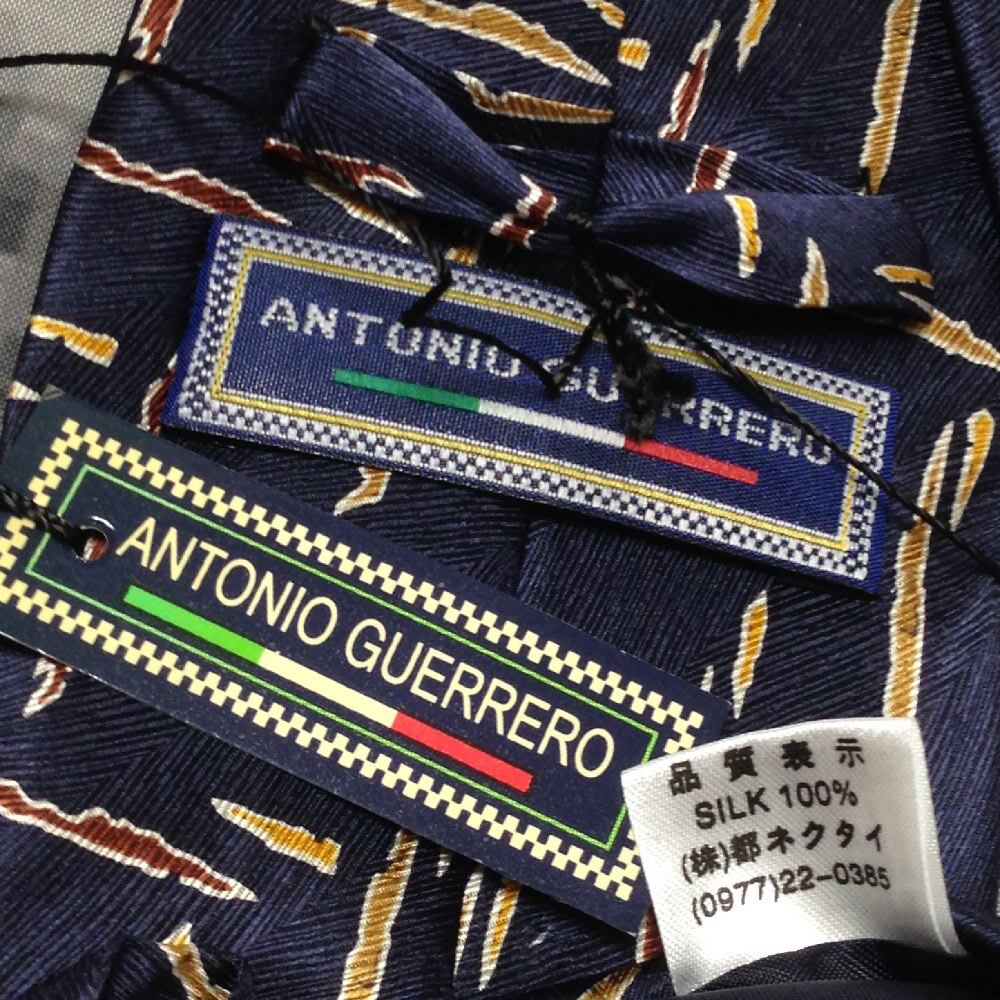 ANTONIO GUERRERO
ANTONIO GUERRERO
品質表示
SILK 100%
(株)都ネクタイ
(0977)22-0385